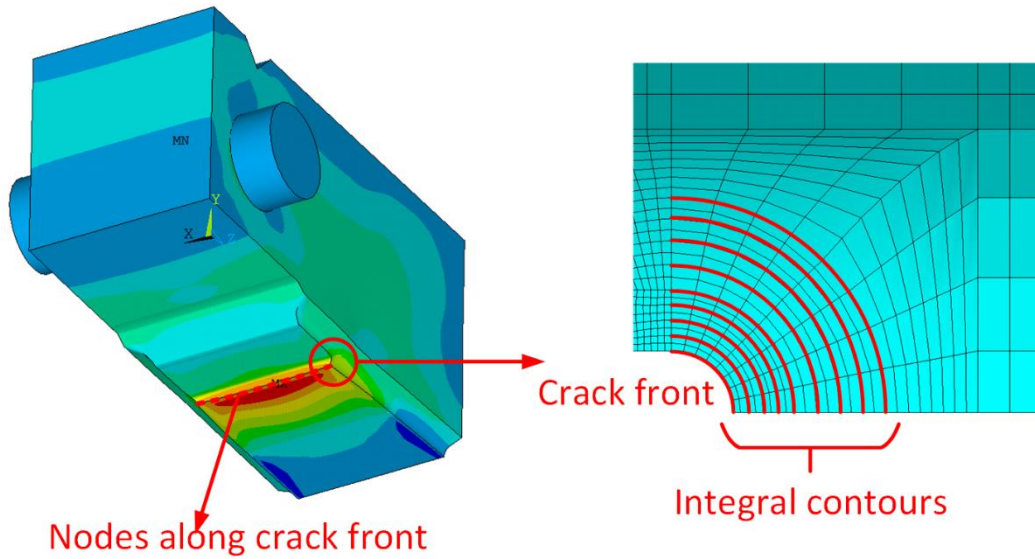 MN
Y
X
Z
Crack front
Integral contours
Nodes along crack front